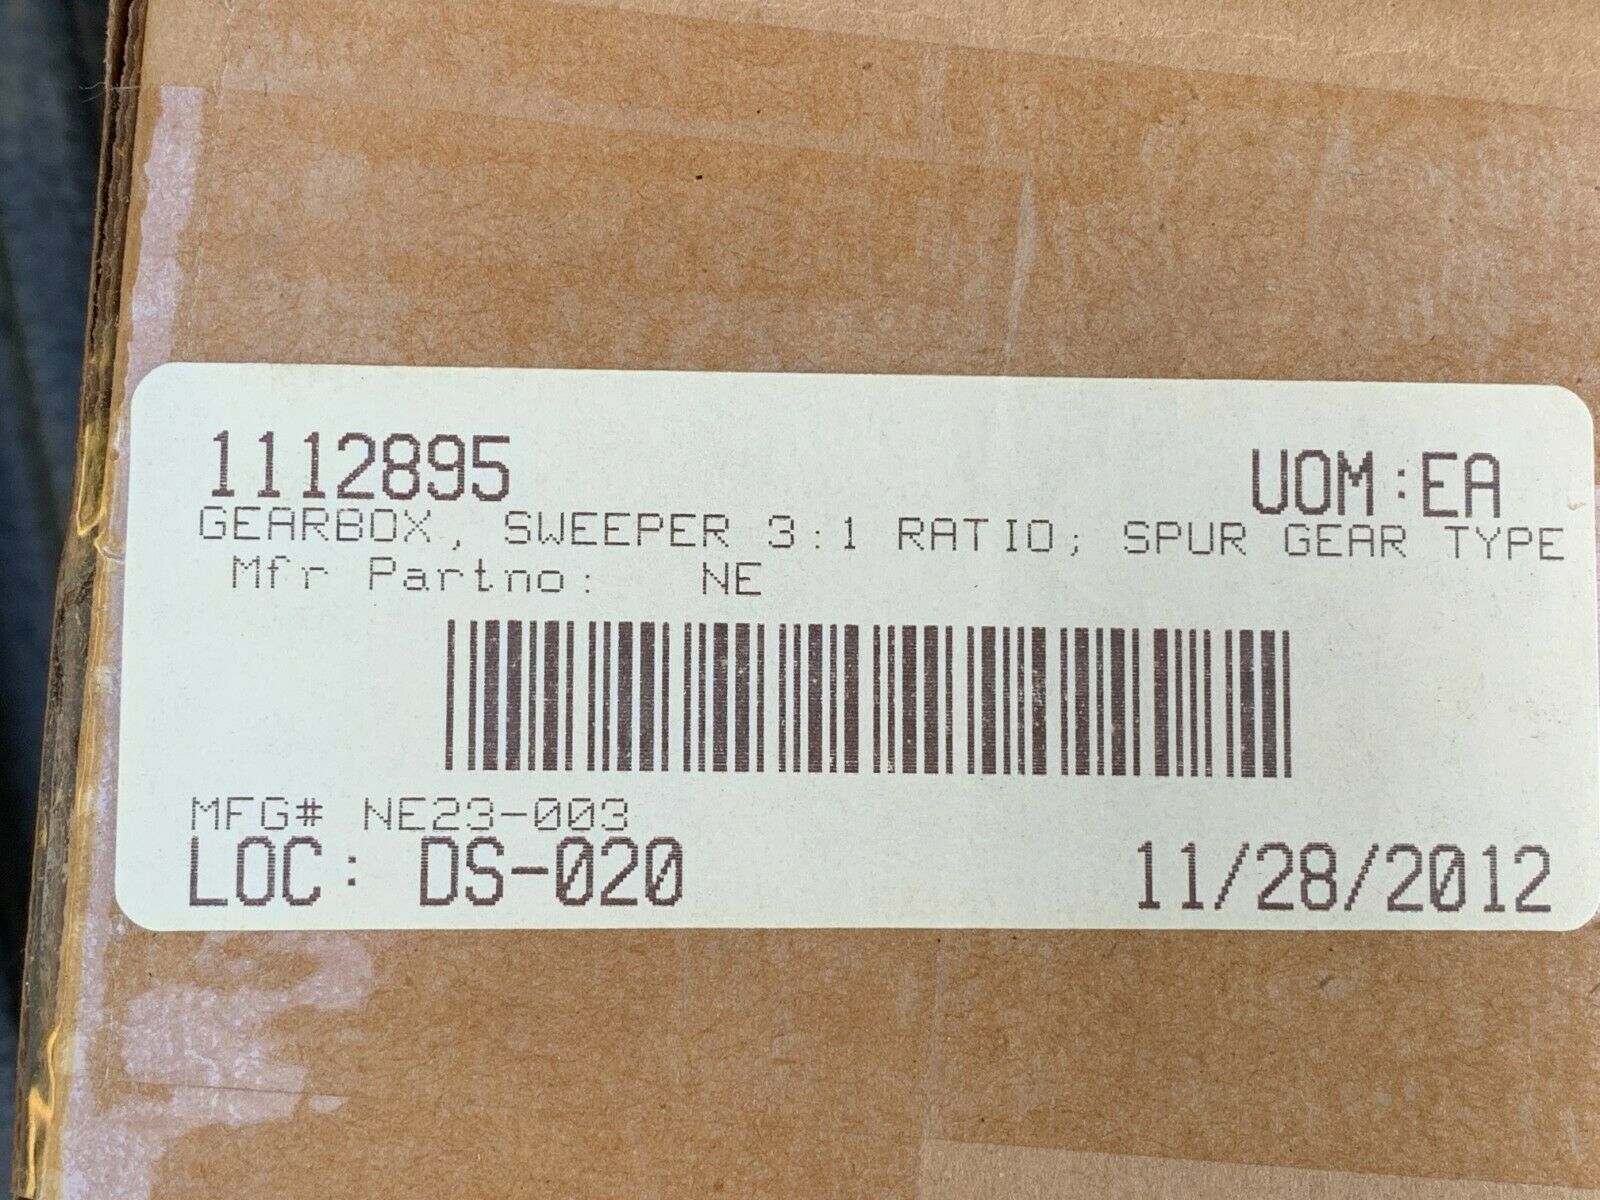 1112895 UOM:EA
GEARBOX, SWEEPER 3:1 RATIO; SPUR GEAR TYPE
Mfr Partno: NE
MFG# NE23-003
LOC: DS-020 11/28/2012